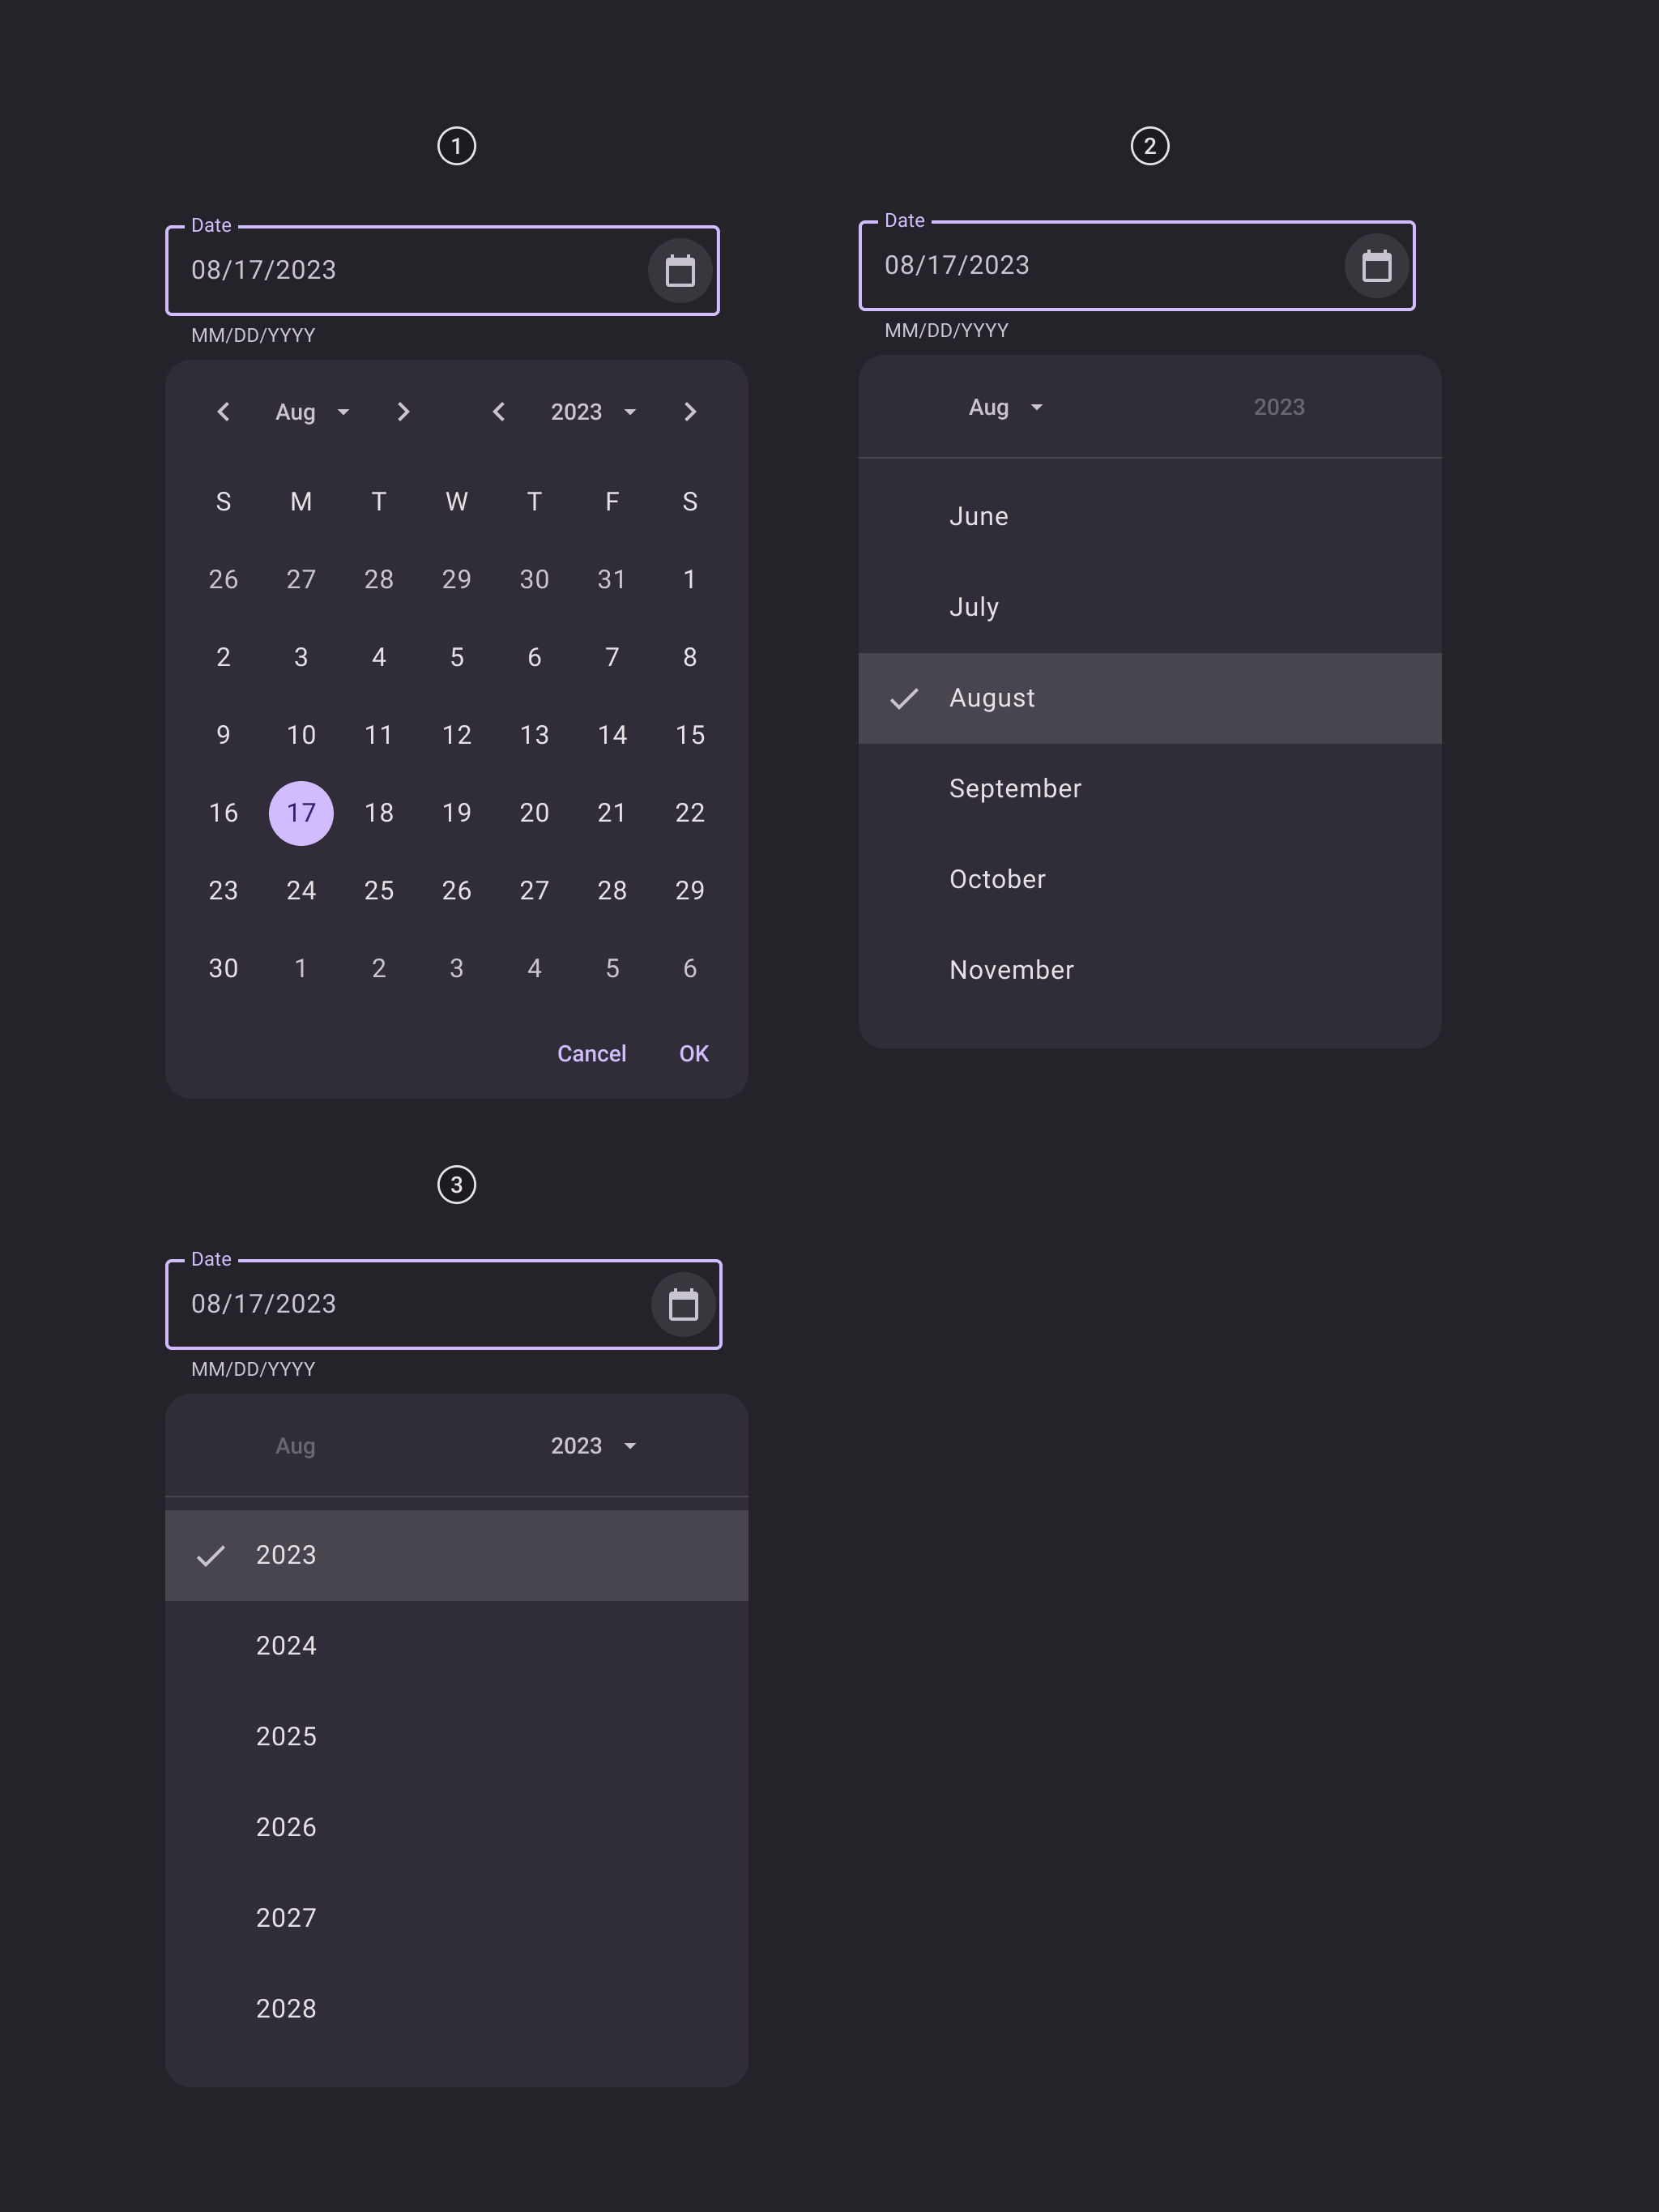 1
Date
08/17/2023
MM/DD/YYYY
Aug 2023
S M T W T F S
26 27 28 29 30 31 1
2 3 4 5 6 7 8
9 10 11 12 13 14 15
16 17 18 19 20 21 22
23 24 25 26 27 28 29
30 1 2 3 4 5 6
Cancel OK
2
Date
08/17/2023
MM/DD/YYYY
Aug 2023
June
July
August
September
October
November
3
Date
08/17/2023
MM/DD/YYYY
Aug 2023
2023
2024
2025
2026
2027
2028